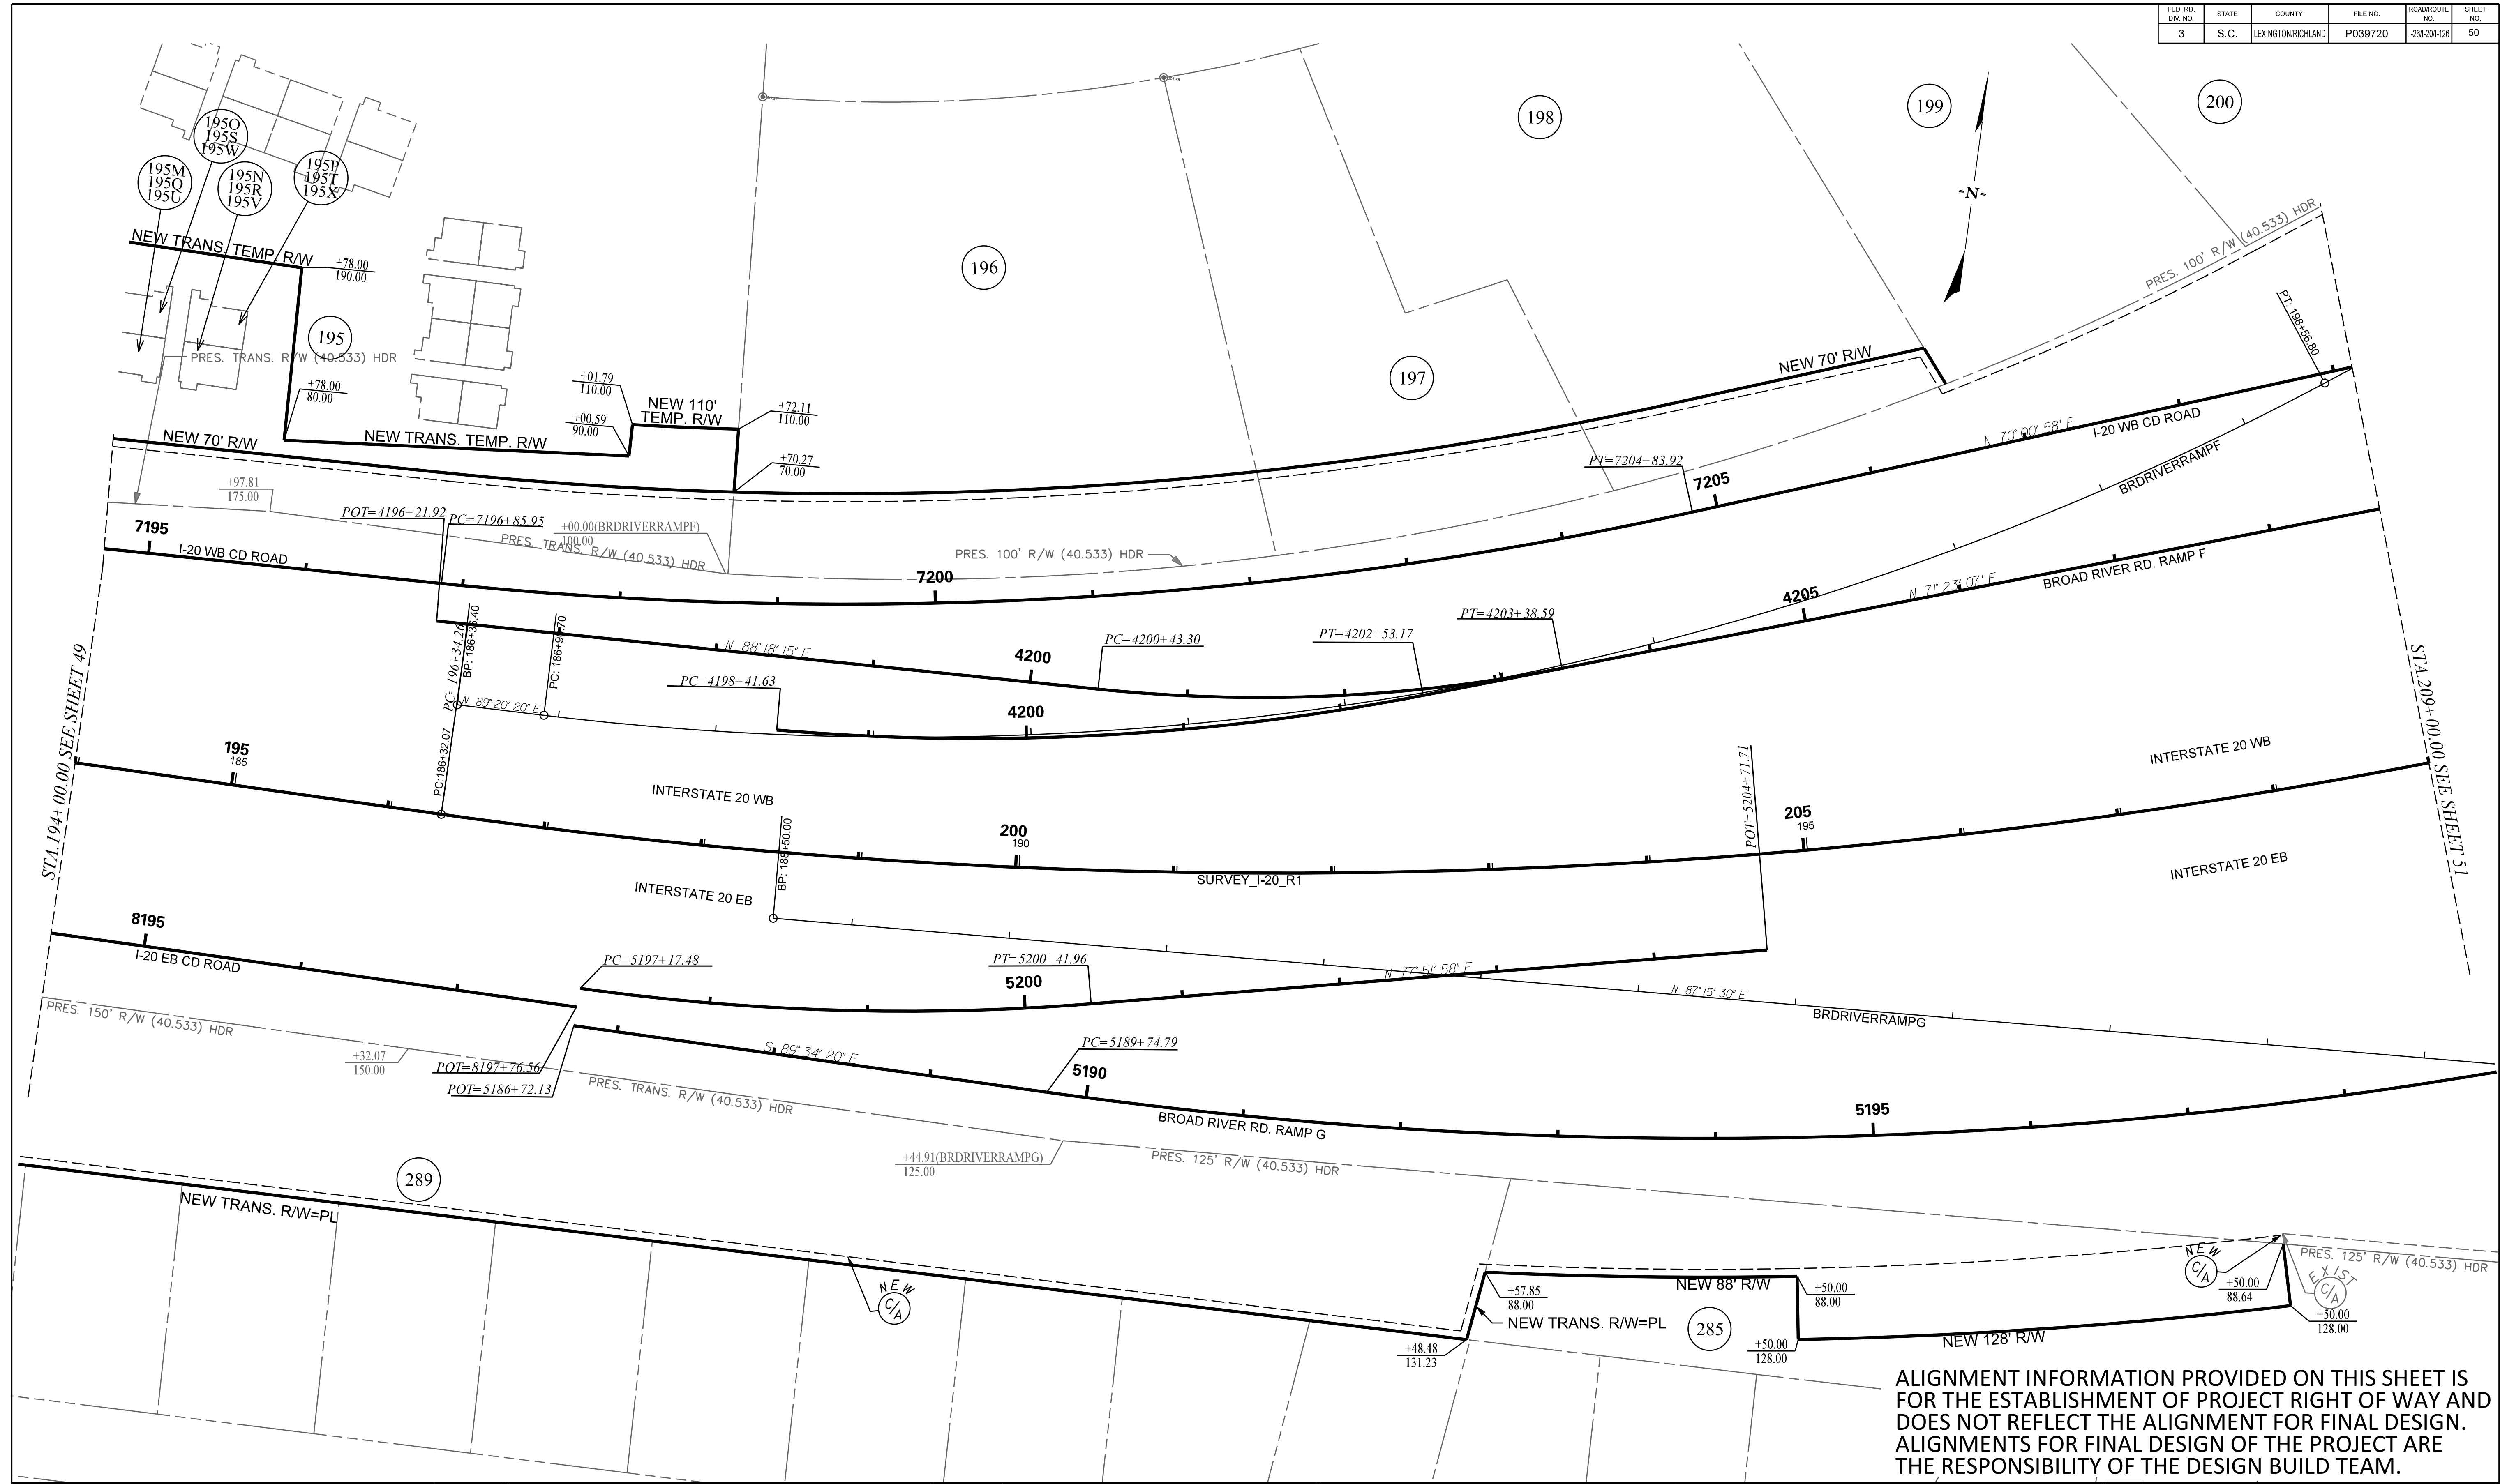 FED. RD. DIV. NO.
STATE
COUNTY
FILE NO.
ROAD/ROUTE NO.
SHEET NO.
3
S.C.
LEXINGTON/RICHLAND
P039720
I-26/I-20/I-126
50
195O
195S
195W
195M
195Q
195U
195N
195R
195V
195P
195T
195X
198
199
200
-N-
196
197
195
NEW TRANS. TEMP. R/W
+78.00
190.00
PRES. TRANS. R/W (40.533) HDR
+78.00
80.00
+01.79
110.00
+00.59
90.00
NEW 110'
TEMP. R/W
+72.11
110.00
NEW 70' R/W
NEW TRANS. TEMP. R/W
+70.27
70.00
NEW 70' R/W
PRES. 100' R/W (40.533) HDR
PT: 198+56.80
+97.81
175.00
POT=4196+21.92
PC=7196+85.95
+00.00(BRDRIVERRAMPF)
100.00
PRES. TRANS. R/W (40.533) HDR
PRES. 100' R/W (40.533) HDR
PT=7204+83.92
7205
N 70° 00' 58" E
I-20 WB CD ROAD
BRDRIVERRAMPF
7195
I-20 WB CD ROAD
7200
STA.194+00.00 SEE SHEET 49
PC=196+34.26
BP: 186+35.40
PC: 186+90.70
PC:186+32.07
N 88° 18' 15" E
4200
PC=4200+43.30
PT=4202+53.17
PT=4203+38.59
4205
N 71° 23' 07" E
BROAD RIVER RD. RAMP F
PC=4198+41.63
N 89° 20' 20" E
4200
195
185
INTERSTATE 20 WB
200
190
BP: 188+50.00
POT=5204+71.71
205
195
INTERSTATE 20 WB
STA.209+00.00 SEE SHEET 51
INTERSTATE 20 EB
SURVEY_I-20_R1
INTERSTATE 20 EB
8195
I-20 EB CD ROAD
PC=5197+17.48
PT=5200+41.96
5200
N 77° 51' 58" E
N 87° 15' 30" E
BRDRIVERRAMPG
PRES. 150' R/W (40.533) HDR
+32.07
150.00
POT=8197+76.56
POT=5186+72.13
S 89° 34' 20" E
PC=5189+74.79
5190
PRES. TRANS. R/W (40.533) HDR
BROAD RIVER RD. RAMP G
5195
+44.91(BRDRIVERRAMPG)
125.00
PRES. 125' R/W (40.533) HDR
289
NEW TRANS. R/W=PL
NEW
C/A
+57.85
88.00
NEW TRANS. R/W=PL
+48.48
131.23
NEW 88' R/W
285
+50.00
88.00
+50.00
128.00
NEW 128' R/W
NEW
C/A
+50.00
88.64
PRES. 125' R/W (40.533) HDR
EXIST
C/A
+50.00
128.00
ALIGNMENT INFORMATION PROVIDED ON THIS SHEET IS
FOR THE ESTABLISHMENT OF PROJECT RIGHT OF WAY AND
DOES NOT REFLECT THE ALIGNMENT FOR FINAL DESIGN.
ALIGNMENTS FOR FINAL DESIGN OF THE PROJECT ARE
THE RESPONSIBILITY OF THE DESIGN BUILD TEAM.